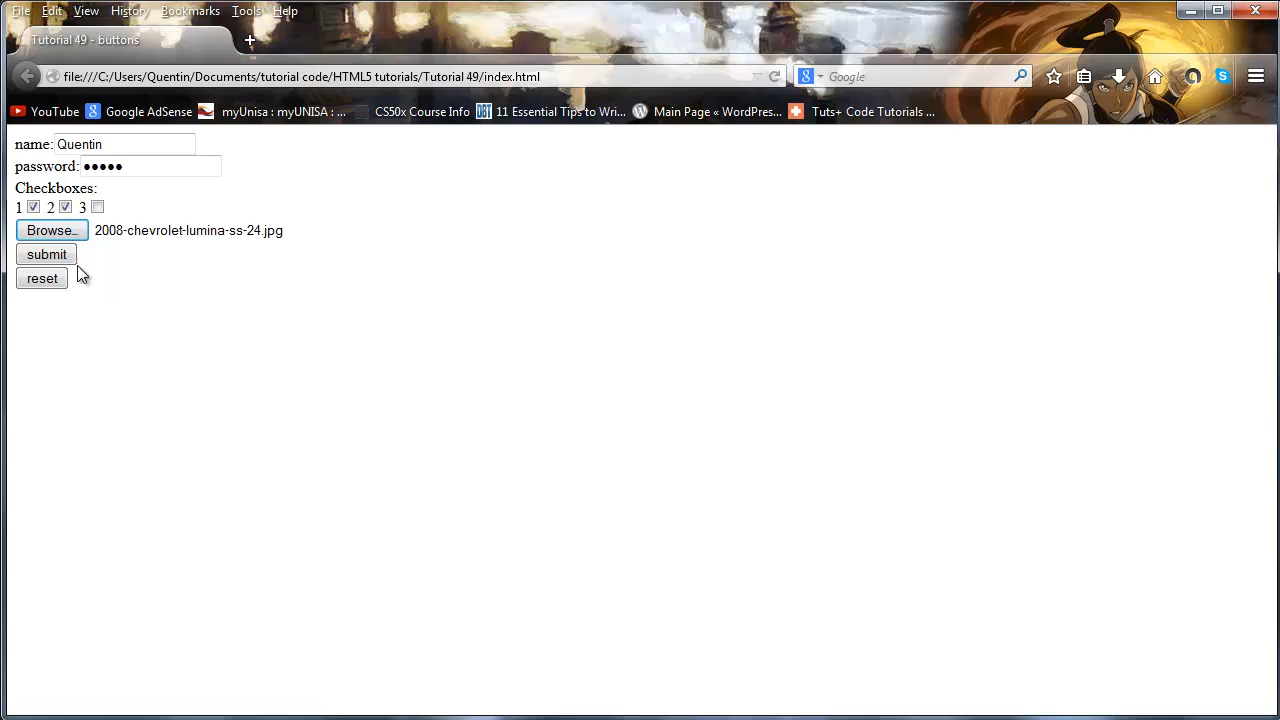 File Edit View History Bookmarks Tools Help
Tutorial 49 - buttons
file:///C:/Users/Quentin/Documents/tutorial code/HTML5 tutorials/Tutorial 49/index.html Google
YouTube Google AdSense myUnisa : myUNISA : ... CS50x Course Info 11 Essential Tips to Wri... Main Page « WordPress... Tuts+ Code Tutorials ...
name: Quentin
password: ●●●●●
Checkboxes:
1 2 3
Browse... 2008-chevrolet-lumina-ss-24.jpg
submit
reset